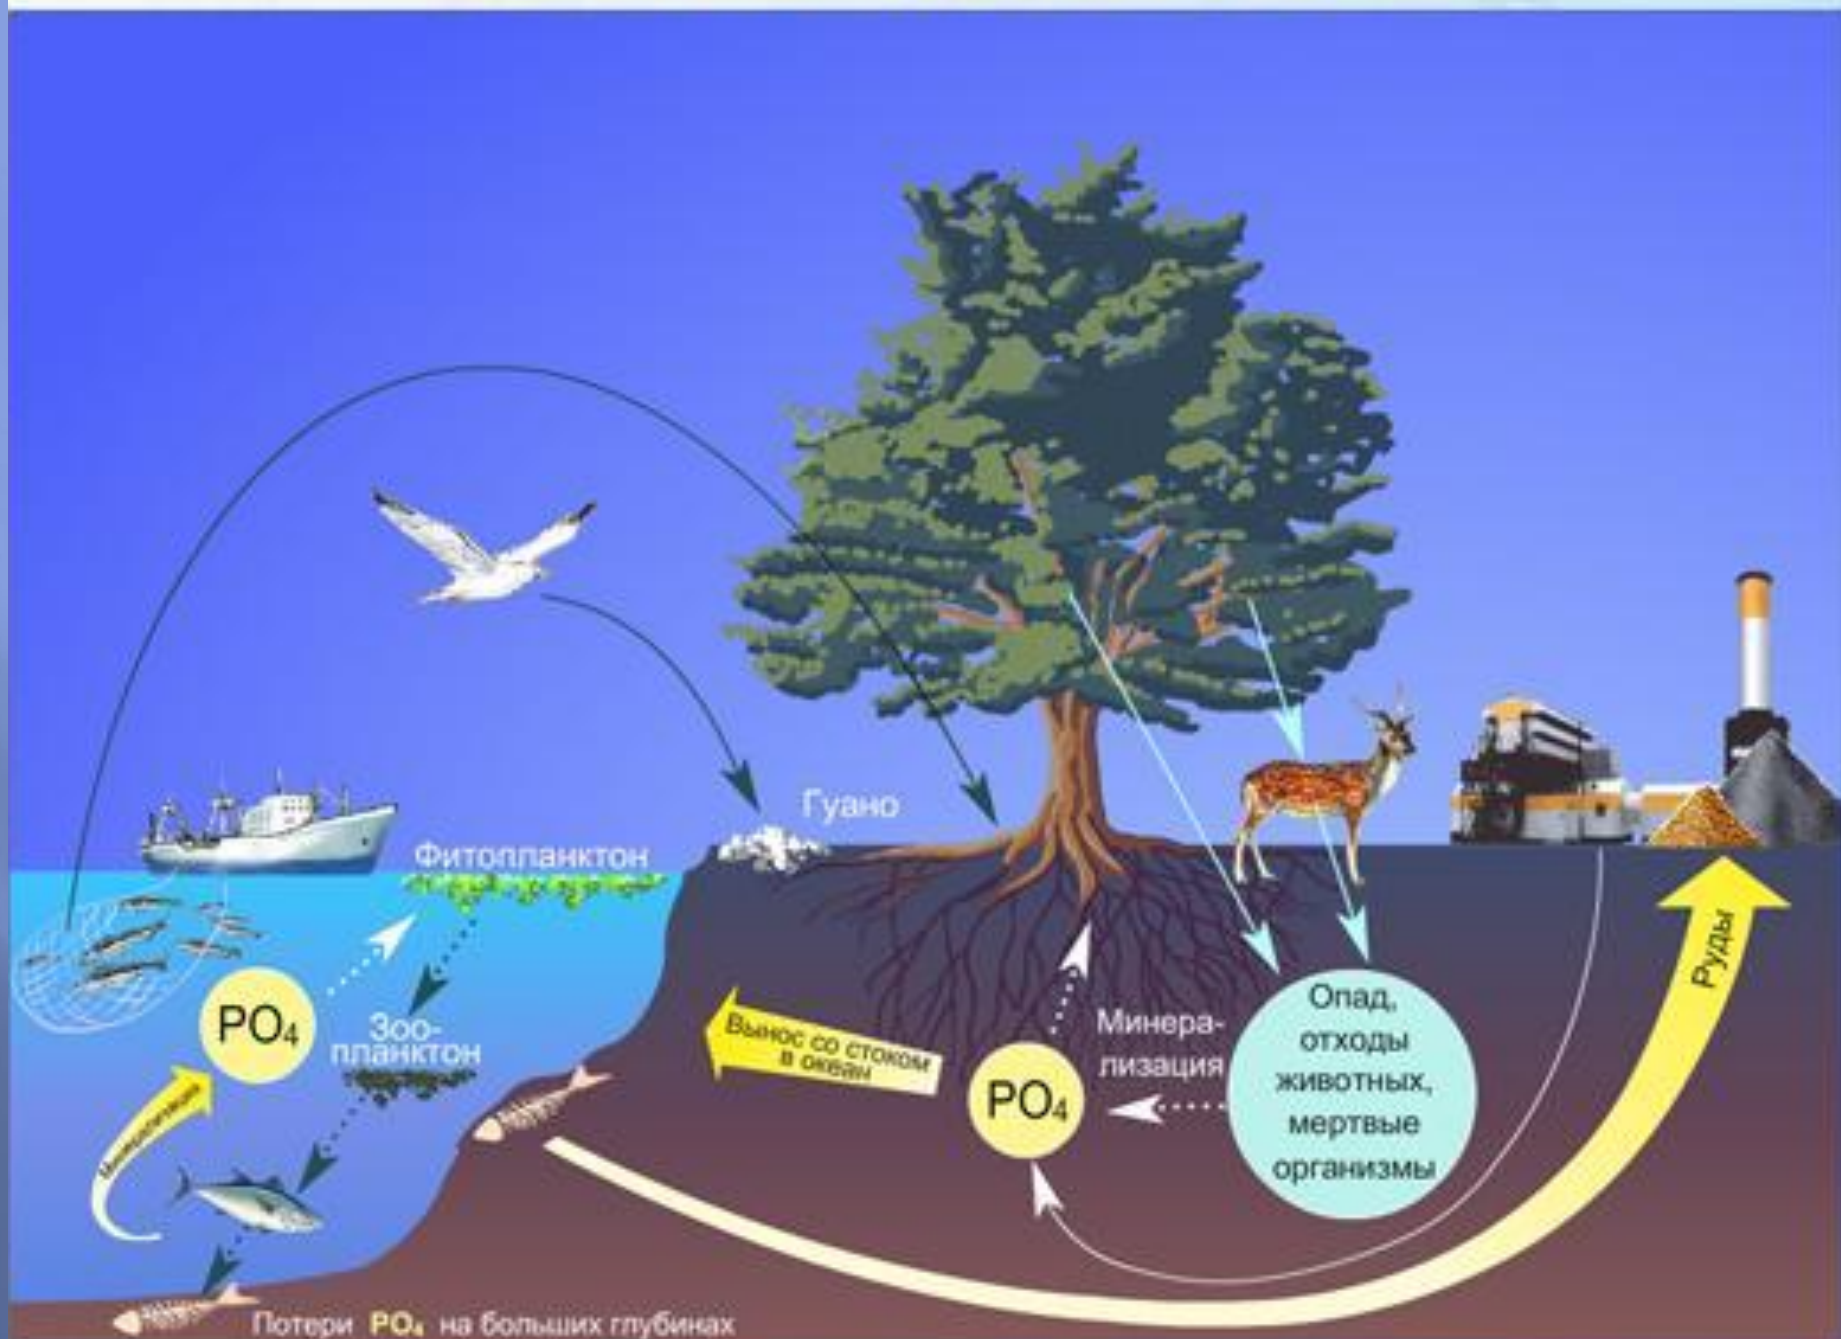 Гуано
Фитопланктон
PO₄
Зоо-
планктон
Минерализация
Вынос со стоком
в океан
PO₄
Минера-
лизация
Опад,
отходы
животных,
мертвые
организмы
Руды
Потери PO₄ на больших глубинах